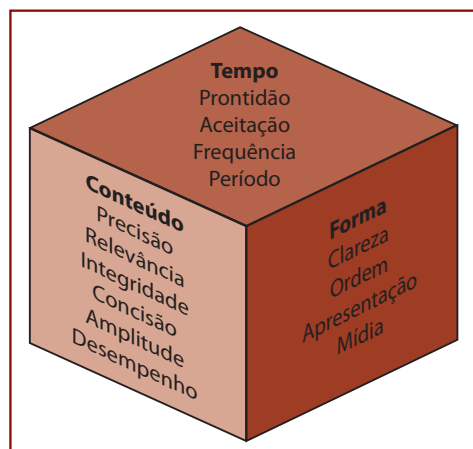 Tempo
Prontidão
Aceitação
Frequência
Período
Conteúdo
Precisão
Relevância
Integridade
Concisão
Amplitude
Desempenho
Forma
Clareza
Ordem
Apresentação
Mídia